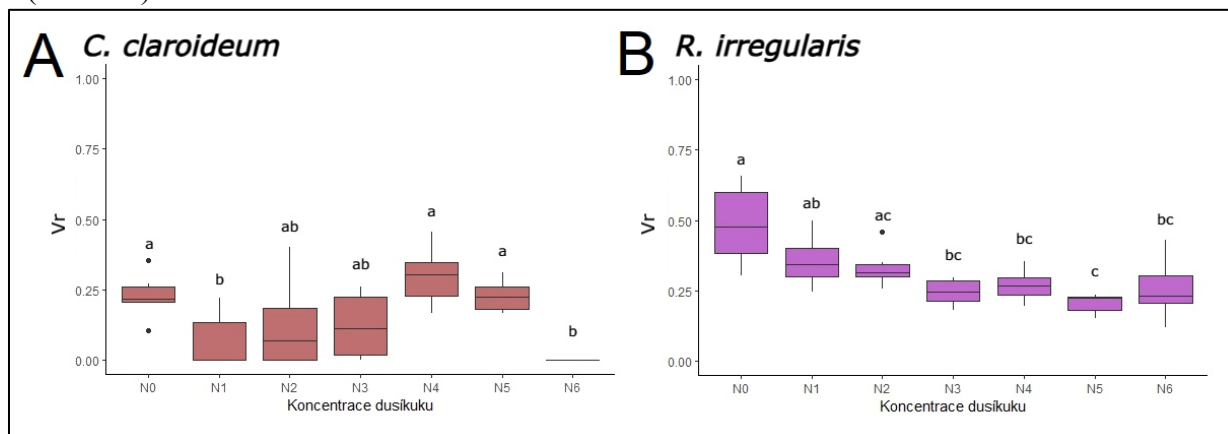 A C. claroideum
1.00
0.75
0.50
0.25
0.00
Vr
a
b
ab
ab
a
a
b
N0 N1 N2 N3 N4 N5 N6
Koncentrace dusíkuku
B R. irregularis
1.00
0.75
0.50
0.25
0.00
Vr
a
ab
ac
bc
bc
c
bc
N0 N1 N2 N3 N4 N5 N6
Koncentrace dusíkuku